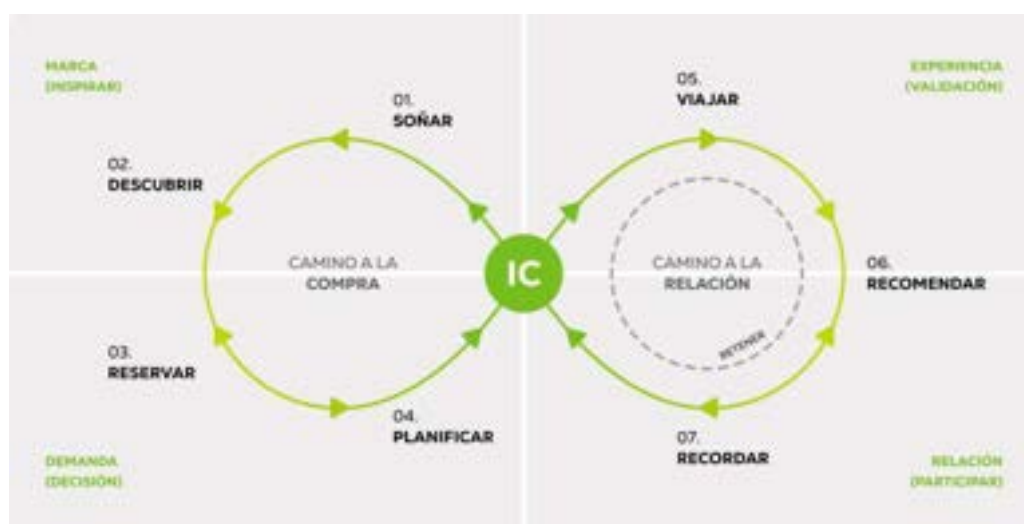 MARCA
(INSPIRAR)
EXPERIENCIA
(VALIDACIÓN)
01.
SOÑAR
05.
VIAJAR
02.
DESCUBRIR
CAMINO A LA
COMPRA
IC
CAMINO A LA
RELACIÓN
RETENER
06.
RECOMENDAR
03.
RESERVAR
04.
PLANIFICAR
07.
RECORDAR
DEMANDA
(DECISIÓN)
RELACIÓN
(PARTICIPAR)